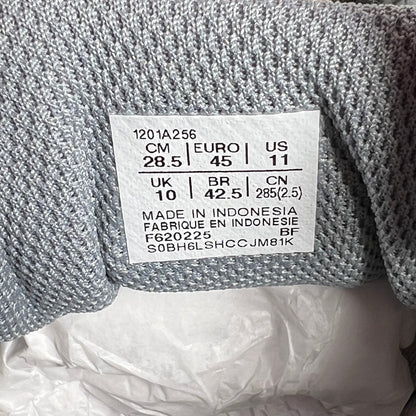 1201A256
CM EURO US
28.5 45 11
UK BR CN
10 42.5 285(2.5)
MADE IN INDONESIA
FABRIQUE EN INDONESIE
F620225 BF
S0BH6LSHCCJM81K